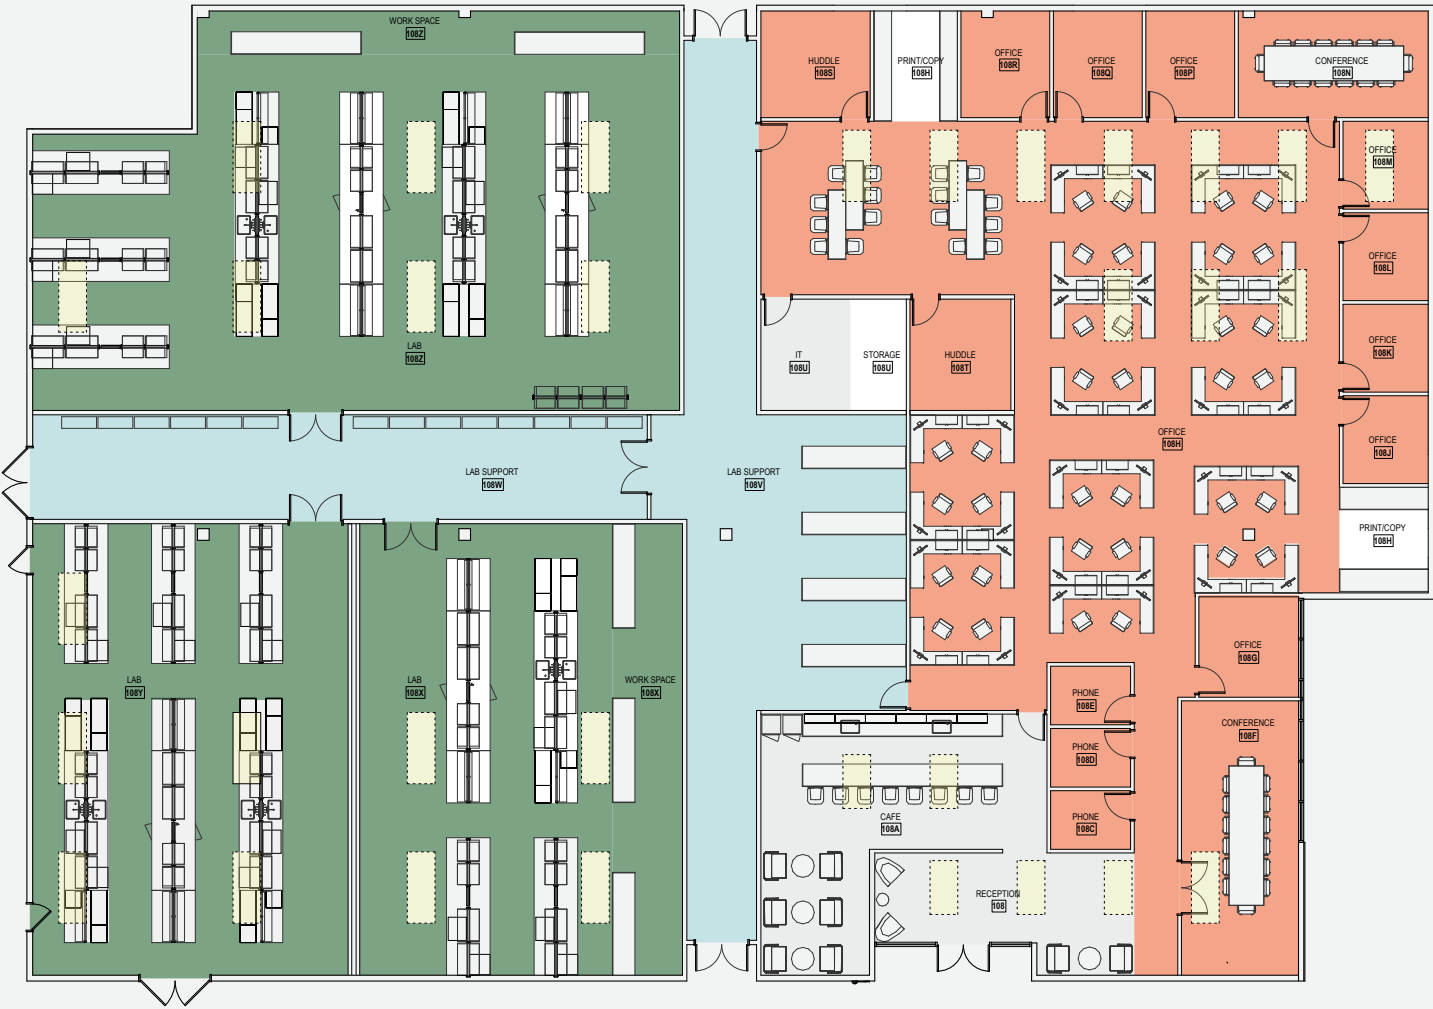 WORK SPACE
108Z
HUDDLE
108S
PRINT/COPY
108H
OFFICE
108R
OFFICE
108Q
OFFICE
108P
CONFERENCE
108N
OFFICE
108M
OFFICE
108L
LAB
108Z
IT
108U
STORAGE
108U
HUDDLE
108T
OFFICE
108K
OFFICE
108H
OFFICE
108J
LAB SUPPORT
108W
LAB SUPPORT
108V
PRINT/COPY
108H
OFFICE
108G
LAB
108Y
LAB
108X
WORK SPACE
108X
PHONE
108E
CONFERENCE
108F
PHONE
108D
CAFE
108A
PHONE
108C
RECEPTION
108